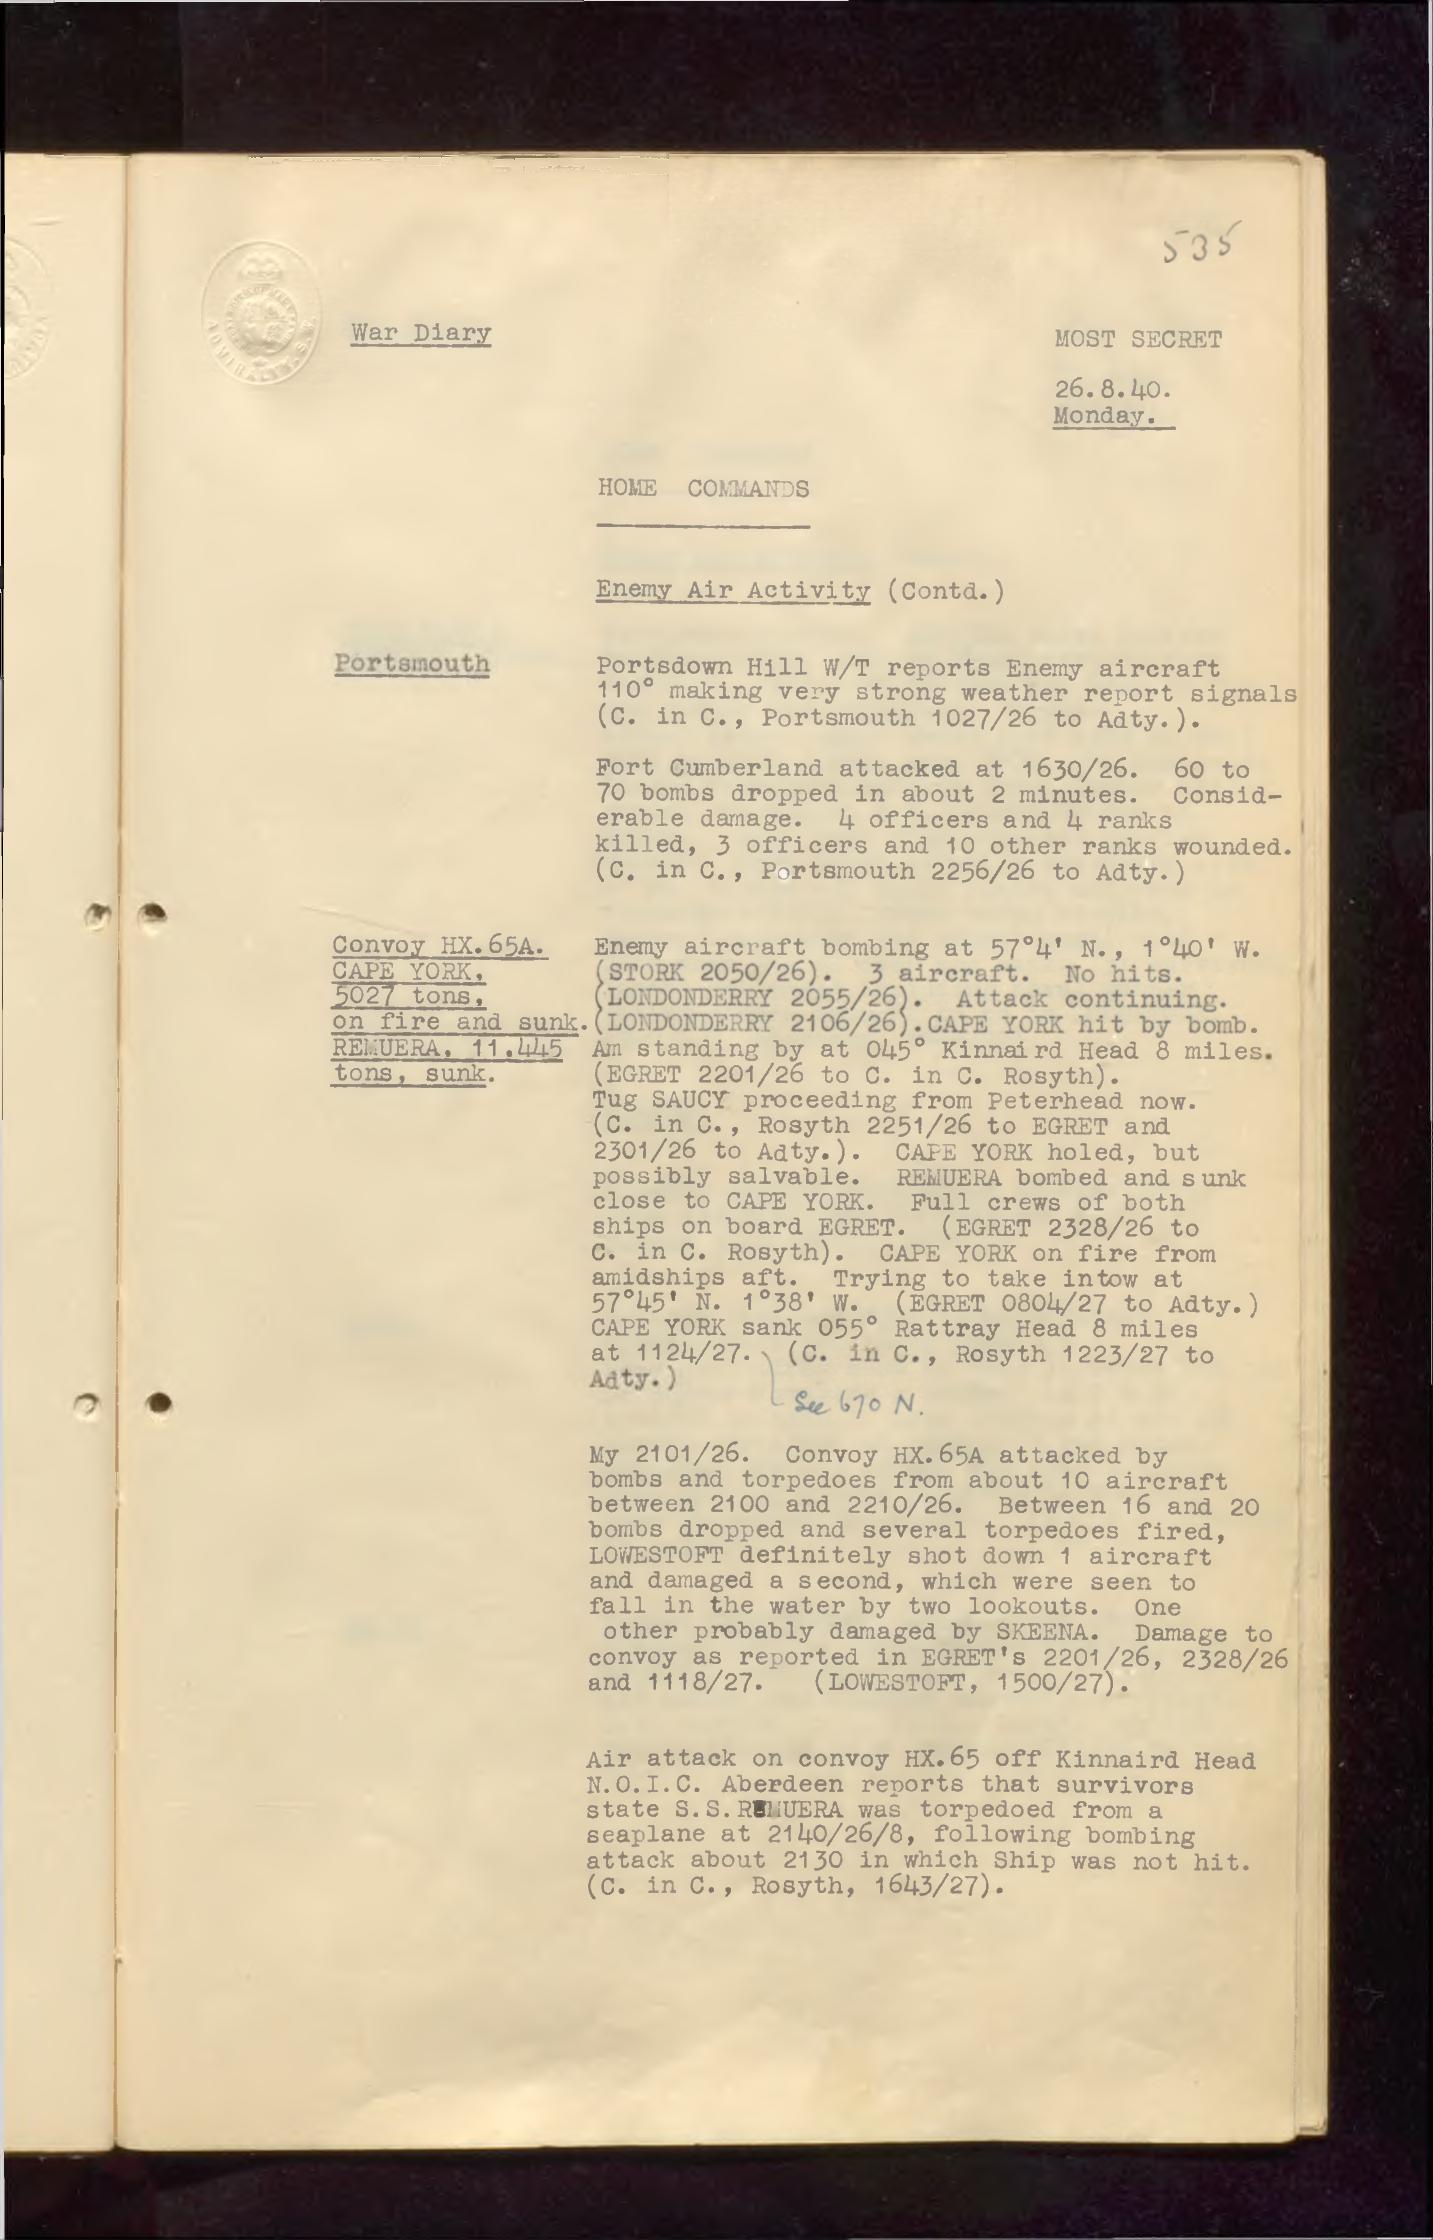 535
War Diary
MOST SECRET
26.8.40.
Monday.
HOME COMMANDS
Enemy Air Activity (Contd.)
Portsmouth
Portsdown Hill W/T reports Enemy aircraft
110° making very strong weather report signals
(C. in C., Portsmouth 1027/26 to Adty.).
Fort Cumberland attacked at 1630/26. 60 to
70 bombs dropped in about 2 minutes. Consid-
erable damage. 4 officers and 4 ranks
killed, 3 officers and 10 other ranks wounded.
(C. in C., Portsmouth 2256/26 to Adty.)
Convoy HX.65A.
CAPE YORK,
5027 tons,
on fire and sunk.
REMUERA, 11.445
tons, sunk.
Enemy aircraft bombing at 57°4' N., 1°40' W.
(STORK 2050/26). 3 aircraft. No hits.
(LONDONDERRY 2055/26). Attack continuing.
(LONDONDERRY 2106/26).CAPE YORK hit by bomb.
Am standing by at 045° Kinnaird Head 8 miles.
(EGRET 2201/26 to C. in C. Rosyth).
Tug SAUCY proceeding from Peterhead now.
(C. in C., Rosyth 2251/26 to EGRET and
2301/26 to Adty.). CAPE YORK holed, but
possibly salvable. REMUERA bombed and sunk
close to CAPE YORK. Full crews of both
ships on board EGRET. (EGRET 2328/26 to
C. in C. Rosyth). CAPE YORK on fire from
amidships aft. Trying to take intow at
57°45' N. 1°38' W. (EGRET 0804/27 to Adty.)
CAPE YORK sank 055° Rattray Head 8 miles
at 1124/27. (C. in C., Rosyth 1223/27 to
Adty.)
See 670 N.
My 2101/26. Convoy HX.65A attacked by
bombs and torpedoes from about 10 aircraft
between 2100 and 2210/26. Between 16 and 20
bombs dropped and several torpedoes fired,
LOWESTOFT definitely shot down 1 aircraft
and damaged a second, which were seen to
fall in the water by two lookouts. One
other probably damaged by SKEENA. Damage to
convoy as reported in EGRET's 2201/26, 2328/26
and 1118/27. (LOWESTOFT, 1500/27).
Air attack on convoy HX.65 off Kinnaird Head
N.O.I.C. Aberdeen reports that survivors
state S.S.REMUERA was torpedoed from a
seaplane at 2140/26/8, following bombing
attack about 2130 in which Ship was not hit.
(C. in C., Rosyth, 1643/27).